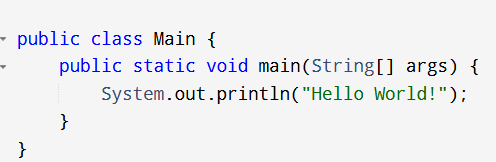 public class Main {
    public static void main(String[] args) {
        System.out.println("Hello World!");
    }
}